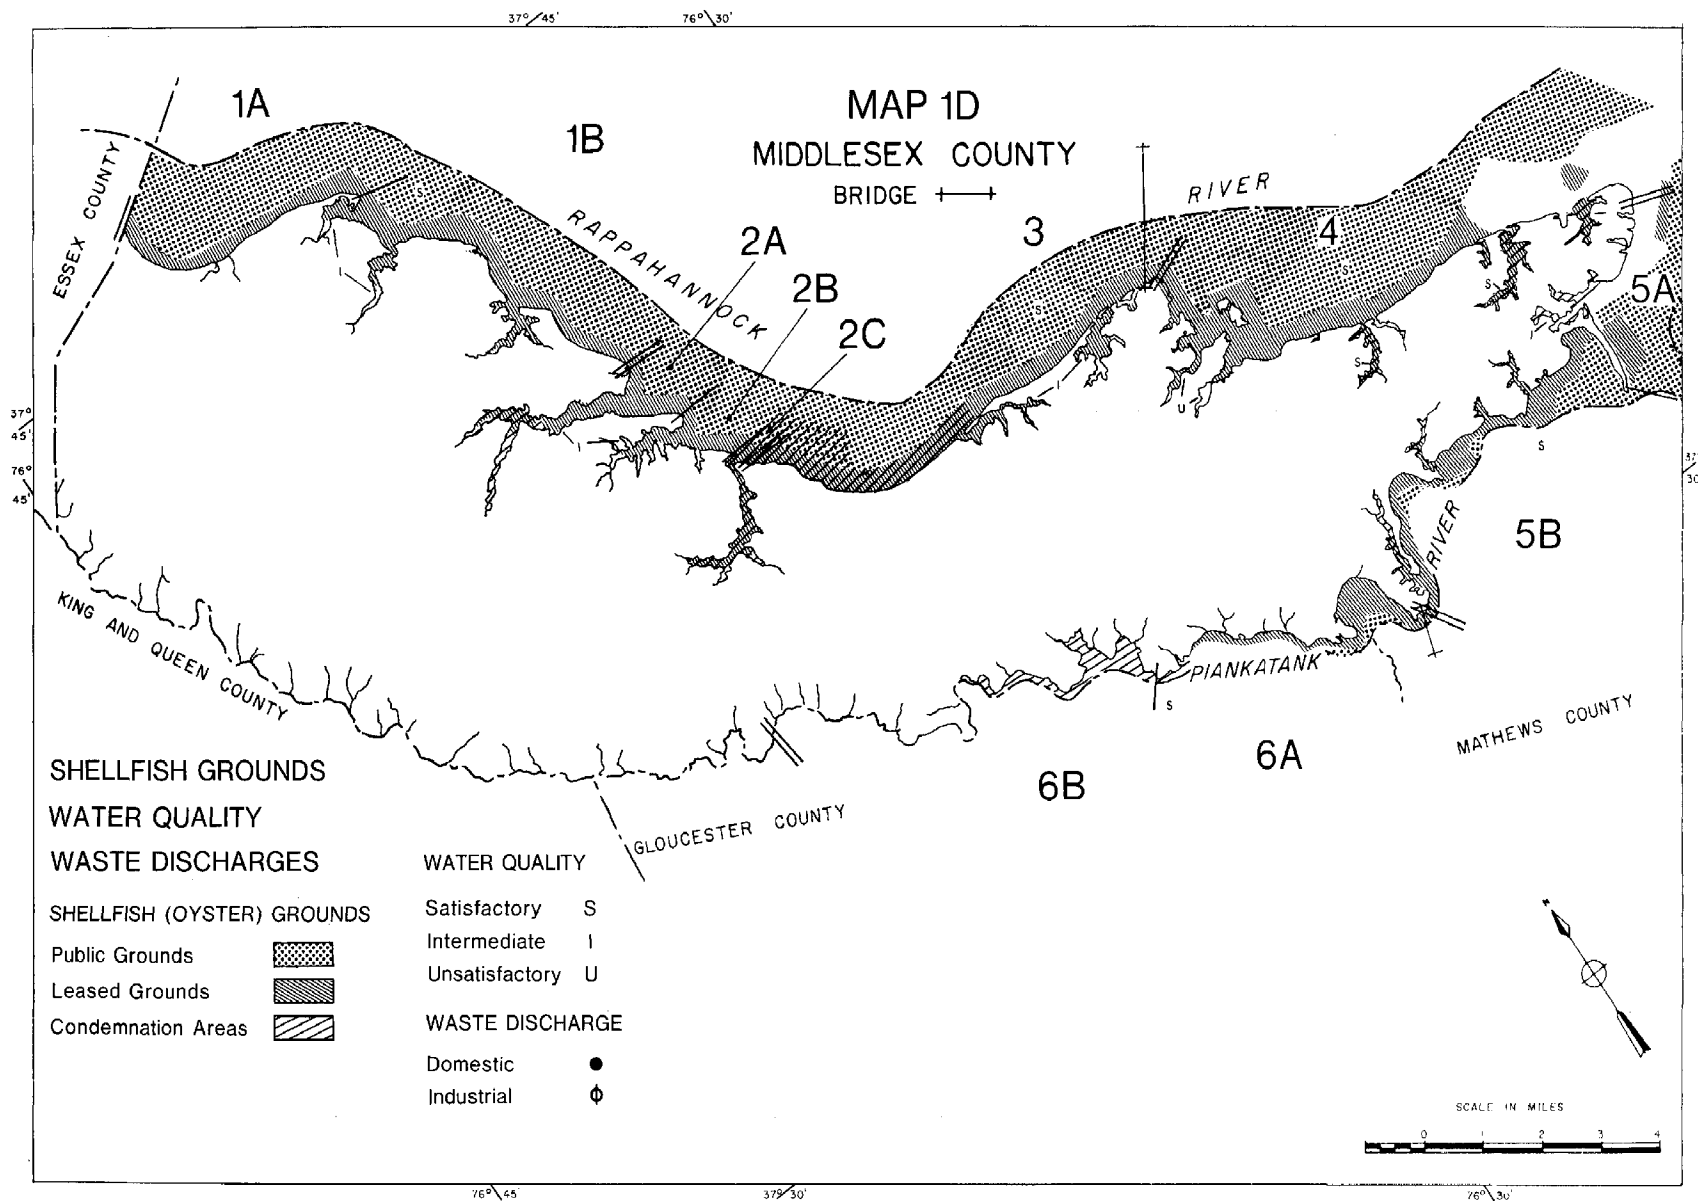 37° 45'
76° 30'
MAP 1D
MIDDLESEX COUNTY
BRIDGE
1A
1B
2A
2B
2C
3
4
5A
5B
6A
6B
RAPPAHANNOCK
RIVER
ESSEX COUNTY
37°
45'
76°
45'
37°
30
S
S
S
S
S
S
S
S
I
I
I
U
KING AND QUEEN COUNTY
RIVER
PIANKATANK
MATHEWS COUNTY
GLOUCESTER COUNTY
SHELLFISH GROUNDS
WATER QUALITY
WASTE DISCHARGES
SHELLFISH (OYSTER) GROUNDS
Public Grounds
Leased Grounds
Condemnation Areas
WATER QUALITY
Satisfactory S
Intermediate I
Unsatisfactory U
WASTE DISCHARGE
Domestic
Industrial
N
SCALE IN MILES
0 1 2 3 4
76° 45'
379° 30'
76° 30'